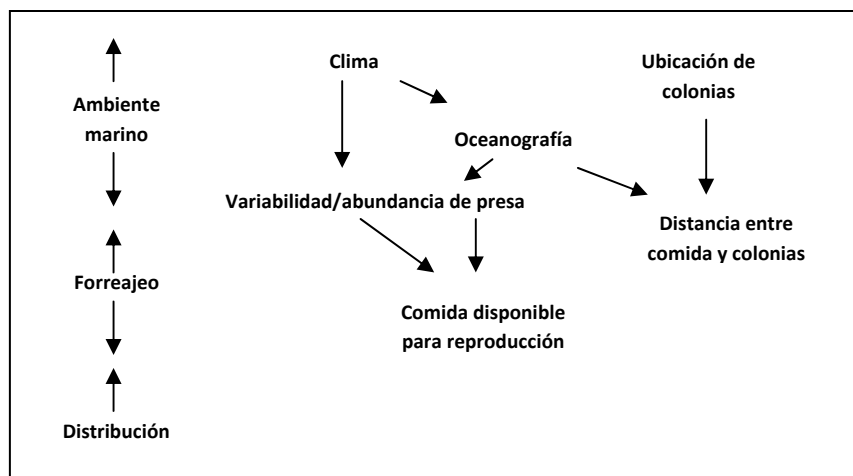 Clima
Ubicación de
colonias
Ambiente
marino
Oceanografía
Variabilidad/abundancia de presa
Distancia entre
comida y colonias
Forreajeo
Comida disponible
para reproducción
Distribución